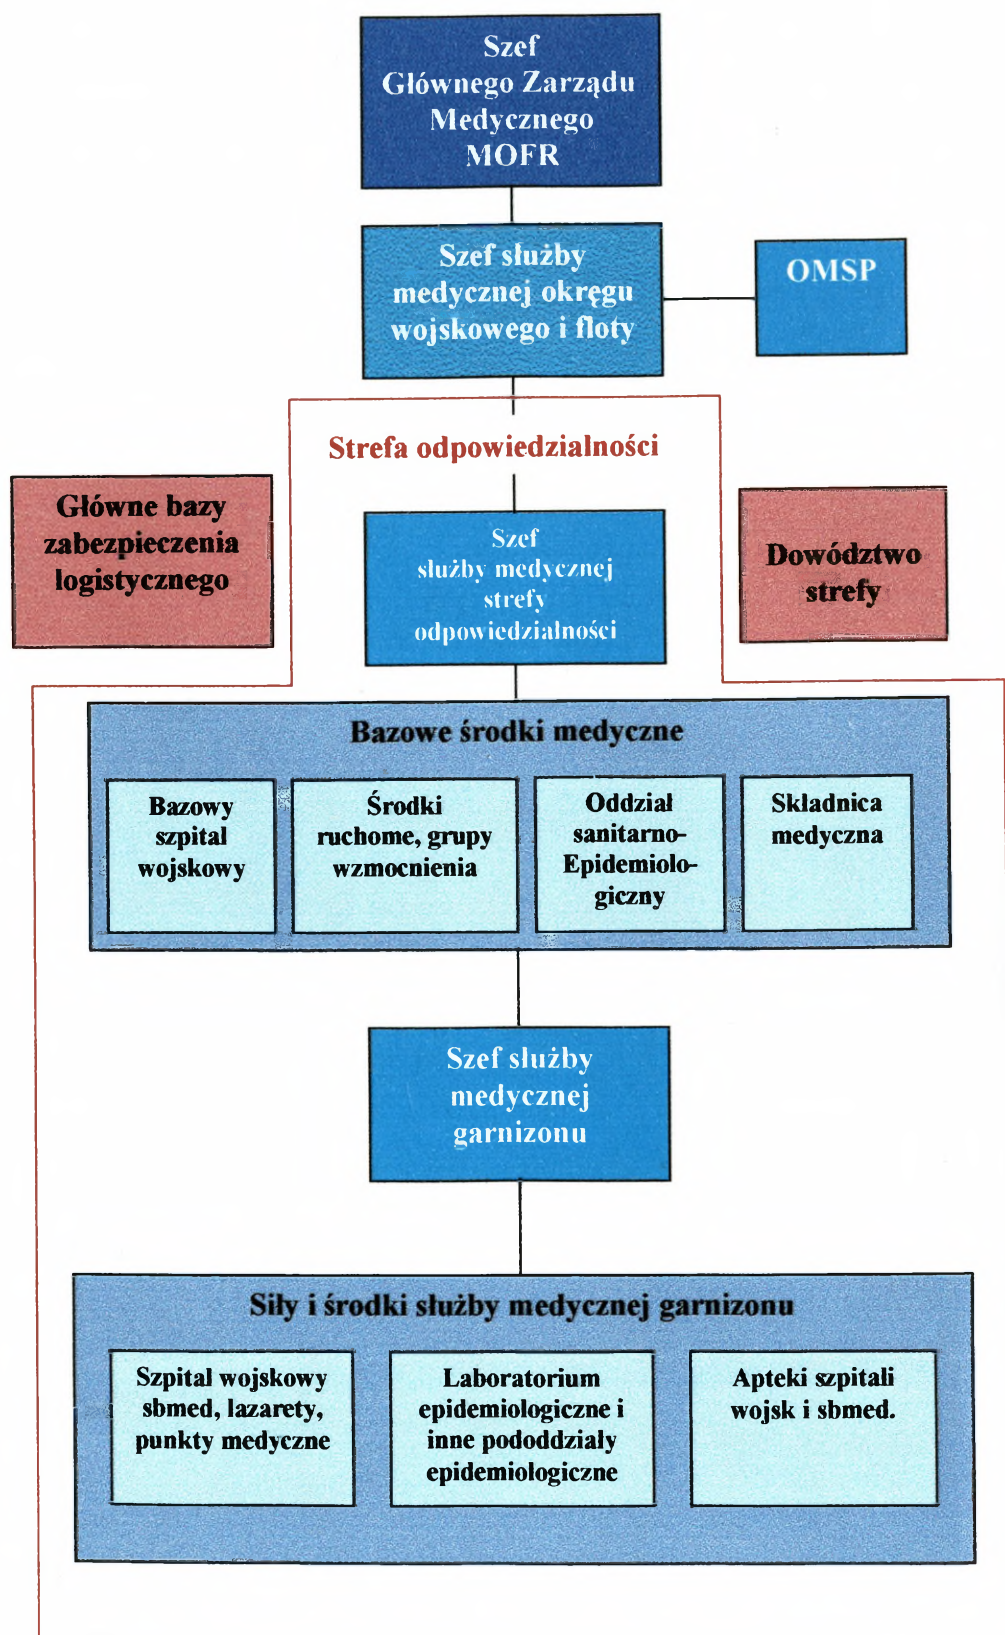 Szef
Głównego Zarządu
Medycznego
MOFR
Szef służby
medycznej okręgu
wojskowego i floty
OMSP
Strefa odpowiedzialności
Główne bazy
zabezpieczenia
logistycznego
Szef
służby medycznej
strefy
odpowiedzialności
Dowództwo
strefy
Bazowe środki medyczne
Bazowy
szpital
wojskowy
Środki
ruchome, grupy
wzmocnienia
Oddział
sanitarno-
Epidemiolo-
giczny
Składnica
medyczna
Szef służby
medycznej
garnizonu
Siły i środki służby medycznej garnizonu
Szpital wojskowy
sbmed, lazarety,
punkty medyczne
Laboratorium
epidemiologiczne i
inne pododdziały
epidemiologiczne
Apteki szpitali
wojsk i sbmed.